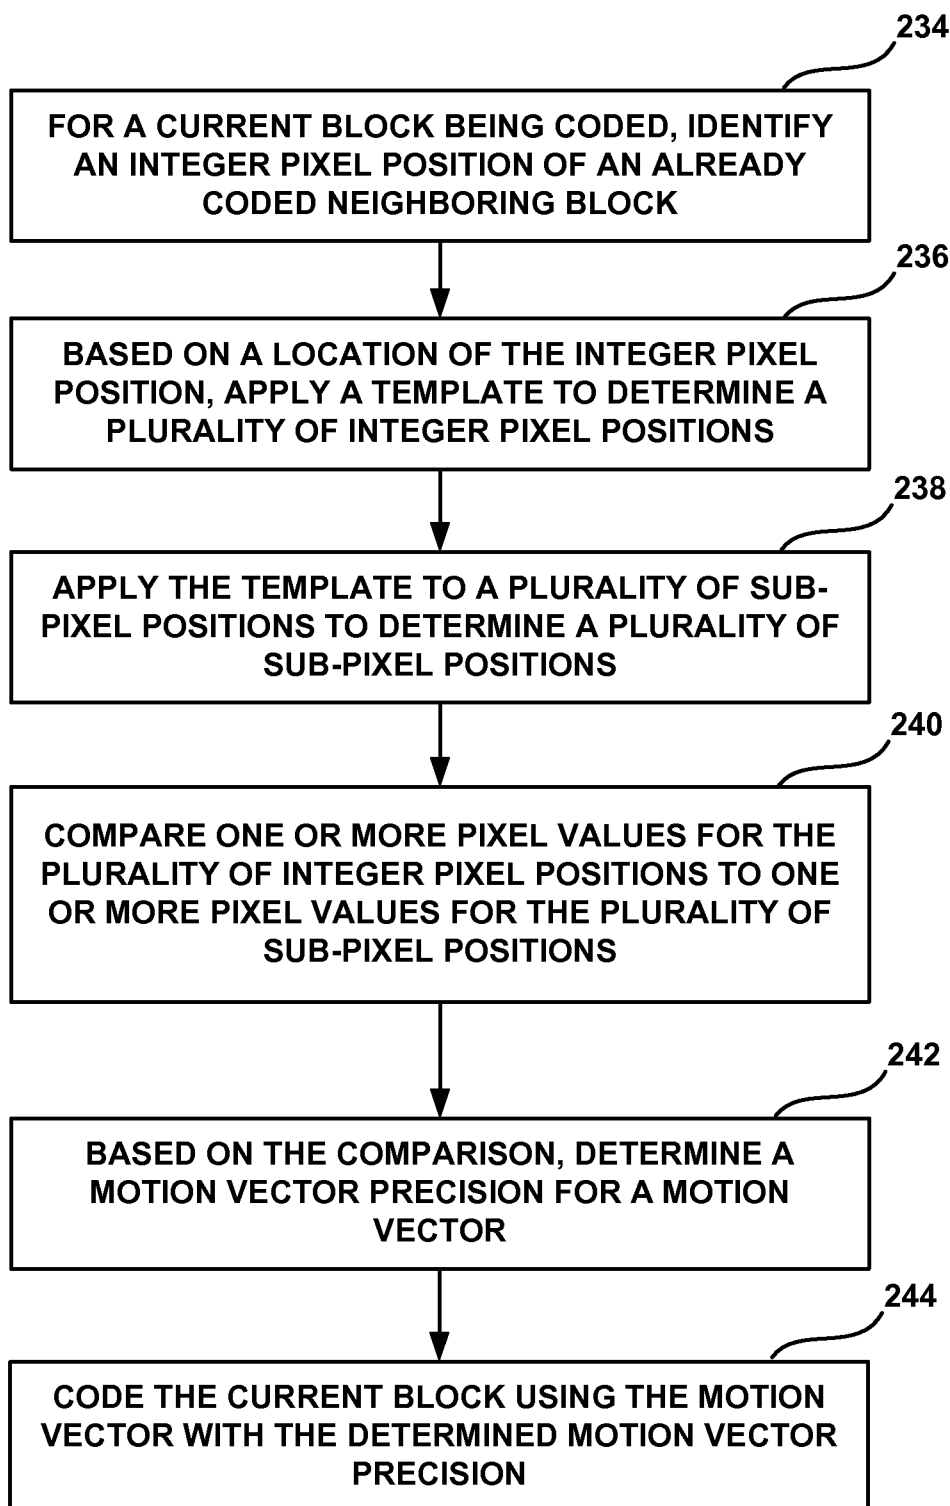 234
FOR A CURRENT BLOCK BEING CODED, IDENTIFY
AN INTEGER PIXEL POSITION OF AN ALREADY
CODED NEIGHBORING BLOCK
236
BASED ON A LOCATION OF THE INTEGER PIXEL
POSITION, APPLY A TEMPLATE TO DETERMINE A
PLURALITY OF INTEGER PIXEL POSITIONS
238
APPLY THE TEMPLATE TO A PLURALITY OF SUB-
PIXEL POSITIONS TO DETERMINE A PLURALITY OF
SUB-PIXEL POSITIONS
240
COMPARE ONE OR MORE PIXEL VALUES FOR THE
PLURALITY OF INTEGER PIXEL POSITIONS TO ONE
OR MORE PIXEL VALUES FOR THE PLURALITY OF
SUB-PIXEL POSITIONS
242
BASED ON THE COMPARISON, DETERMINE A
MOTION VECTOR PRECISION FOR A MOTION
VECTOR
244
CODE THE CURRENT BLOCK USING THE MOTION
VECTOR WITH THE DETERMINED MOTION VECTOR
PRECISION